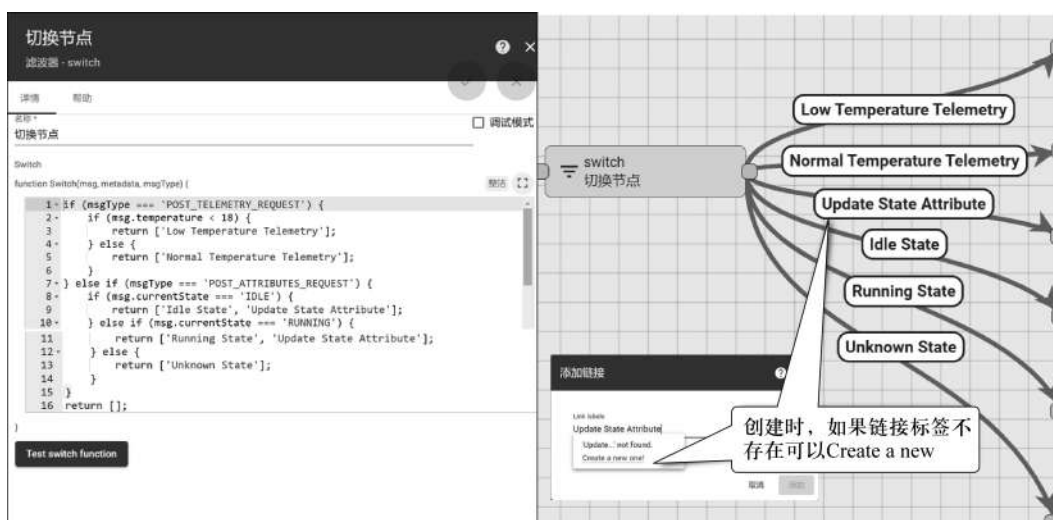 切换节点
滤波器 - switch
详情 帮助
名称 *
切换节点
调试模式
Switch
function Switch(msg, metadata, msgType) {
整洁
1 if (msgType === 'POST_TELEMETRY_REQUEST') {
2 if (msg.temperature < 18) {
3 return ['Low Temperature Telemetry'];
4 } else {
5 return ['Normal Temperature Telemetry'];
6 }
7 } else if (msgType === 'POST_ATTRIBUTES_REQUEST') {
8 if (msg.currentState === 'IDLE') {
9 return ['Idle State', 'Update State Attribute'];
10 } else if (msg.currentState === 'RUNNING') {
11 return ['Running State', 'Update State Attribute'];
12 } else {
13 return ['Unknown State'];
14 }
15 }
16 return [];
}
Test switch function
switch
切换节点
Low Temperature Telemetry
Normal Temperature Telemetry
Update State Attribute
Idle State
Running State
Unknown State
添加链接
Link labels
Update State Attribute
'Update...' not found.
Create a new one!
取消 添加
创建时，如果链接标签不
存在可以Create a new